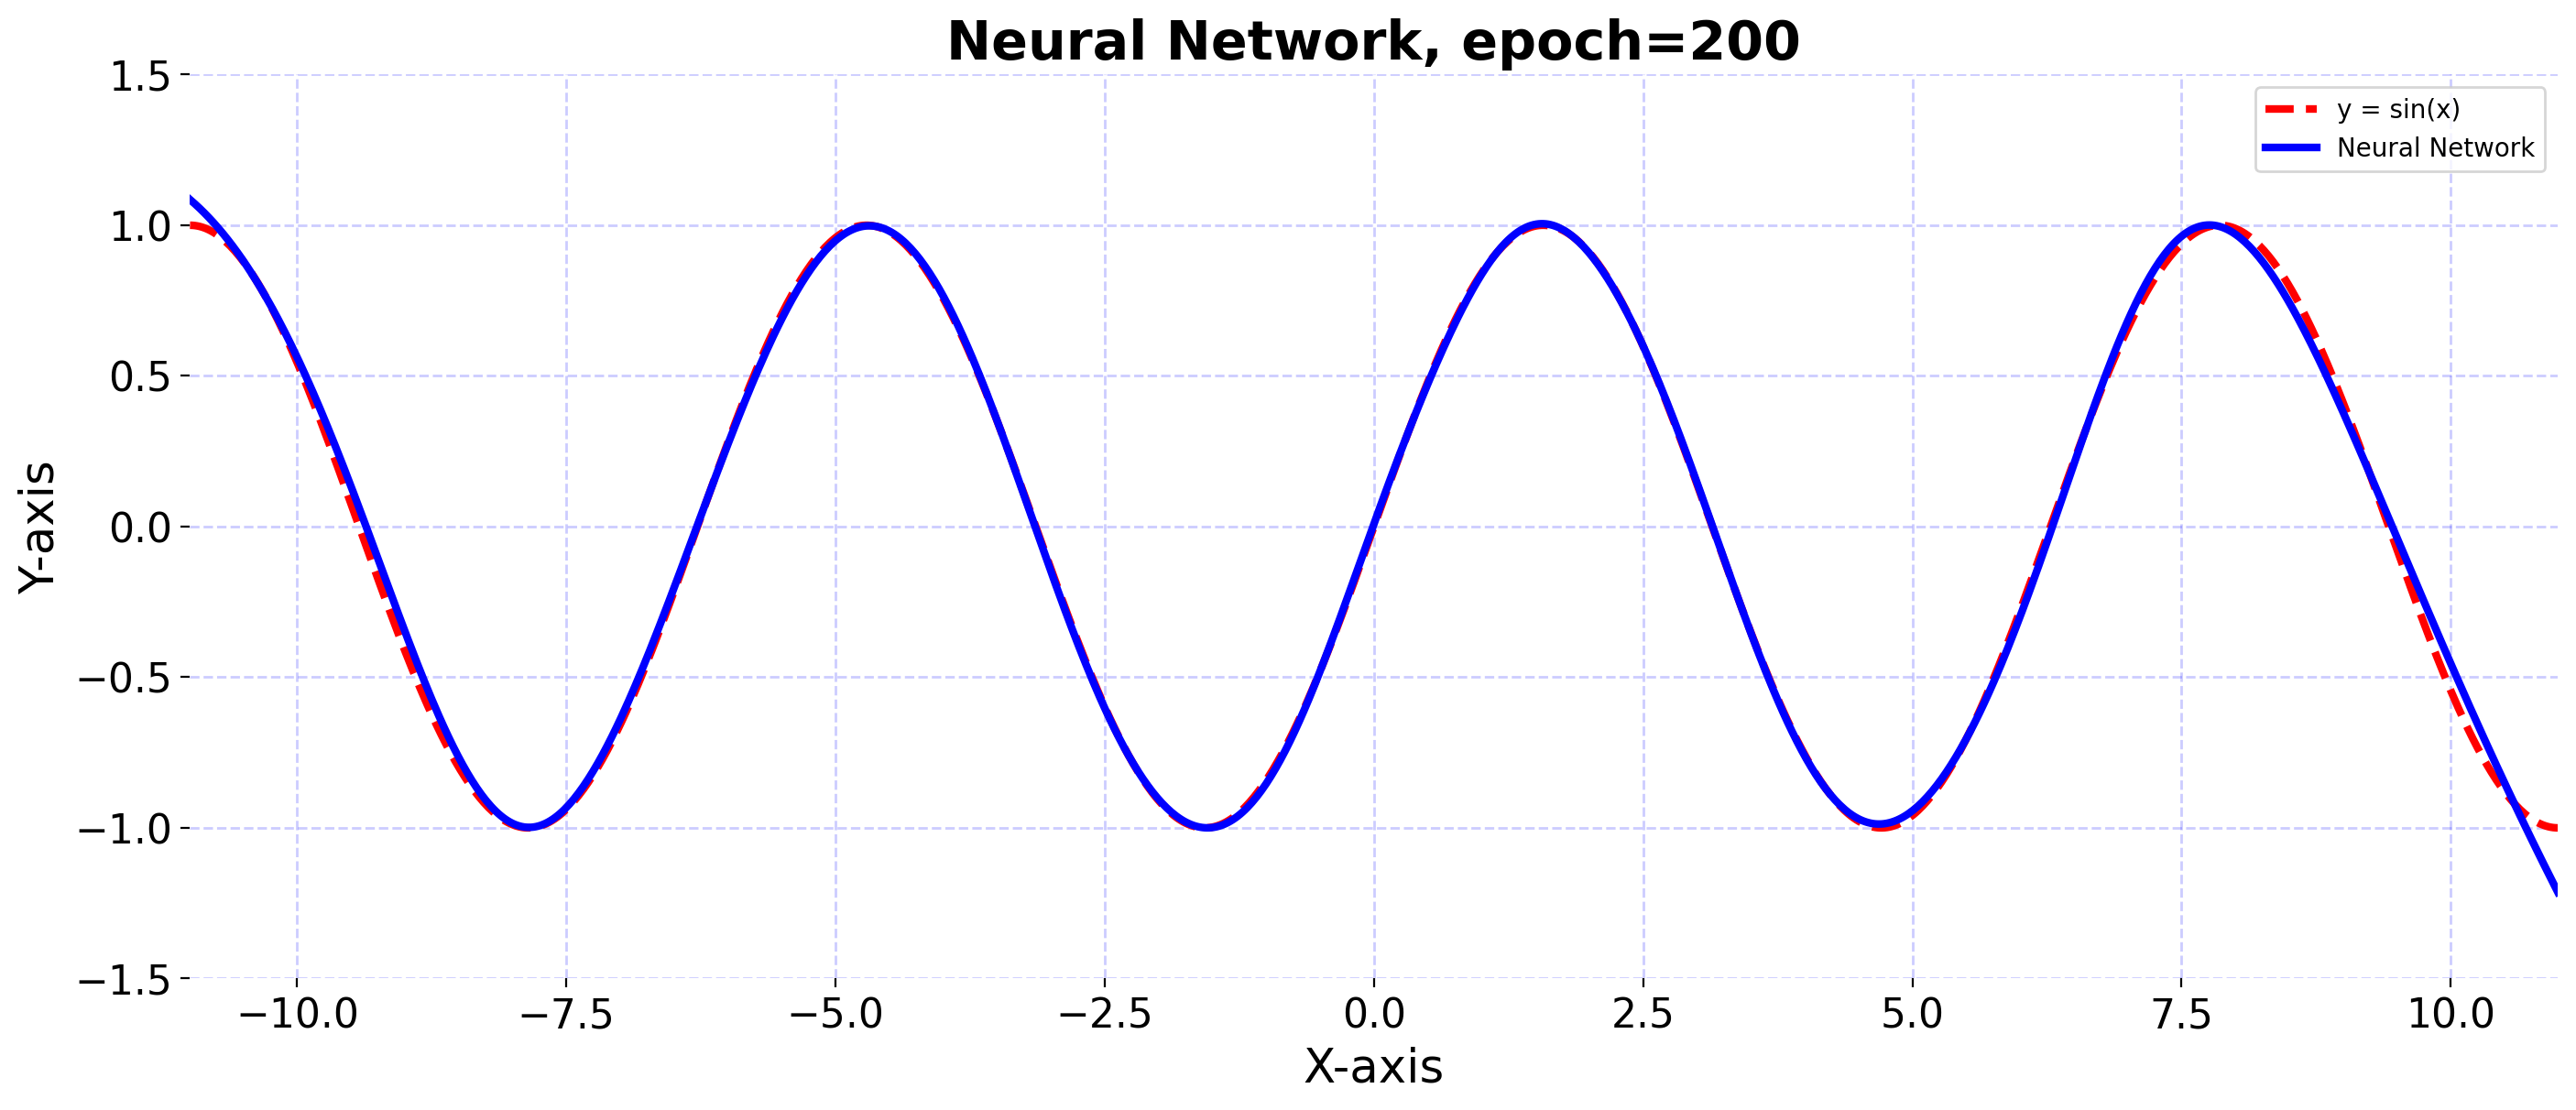 Neural Network, epoch=200
y = sin(x)
Neural Network
1.5
1.0
0.5
0.0
−0.5
−1.0
−1.5
Y-axis
−10.0 −7.5 −5.0 −2.5 0.0 2.5 5.0 7.5 10.0
X-axis